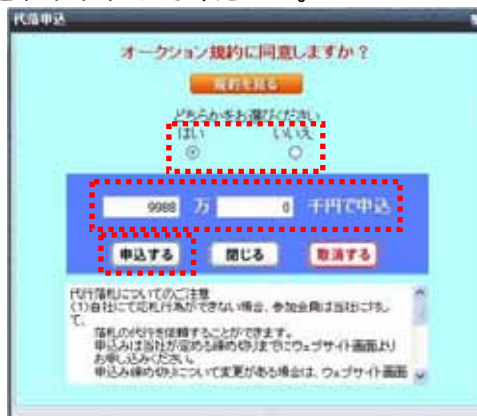 代落申込
オークション規約に同意しますか？
規約を見る
どちらかをお選びください
はい いいえ
9988 万 0 千円で申込
申込する 閉じる 取消する
代行落札についてのご注意
(1)自社にて応札行為ができない場合、参加会員は当社に対し
て、
落札の代行を依頼することができます。
申込みは当社が定める締め切りまでにウェブサイト画面より
お申し込みください。
申込み締め切りについて変更がある場合は、ウェブサイト画面